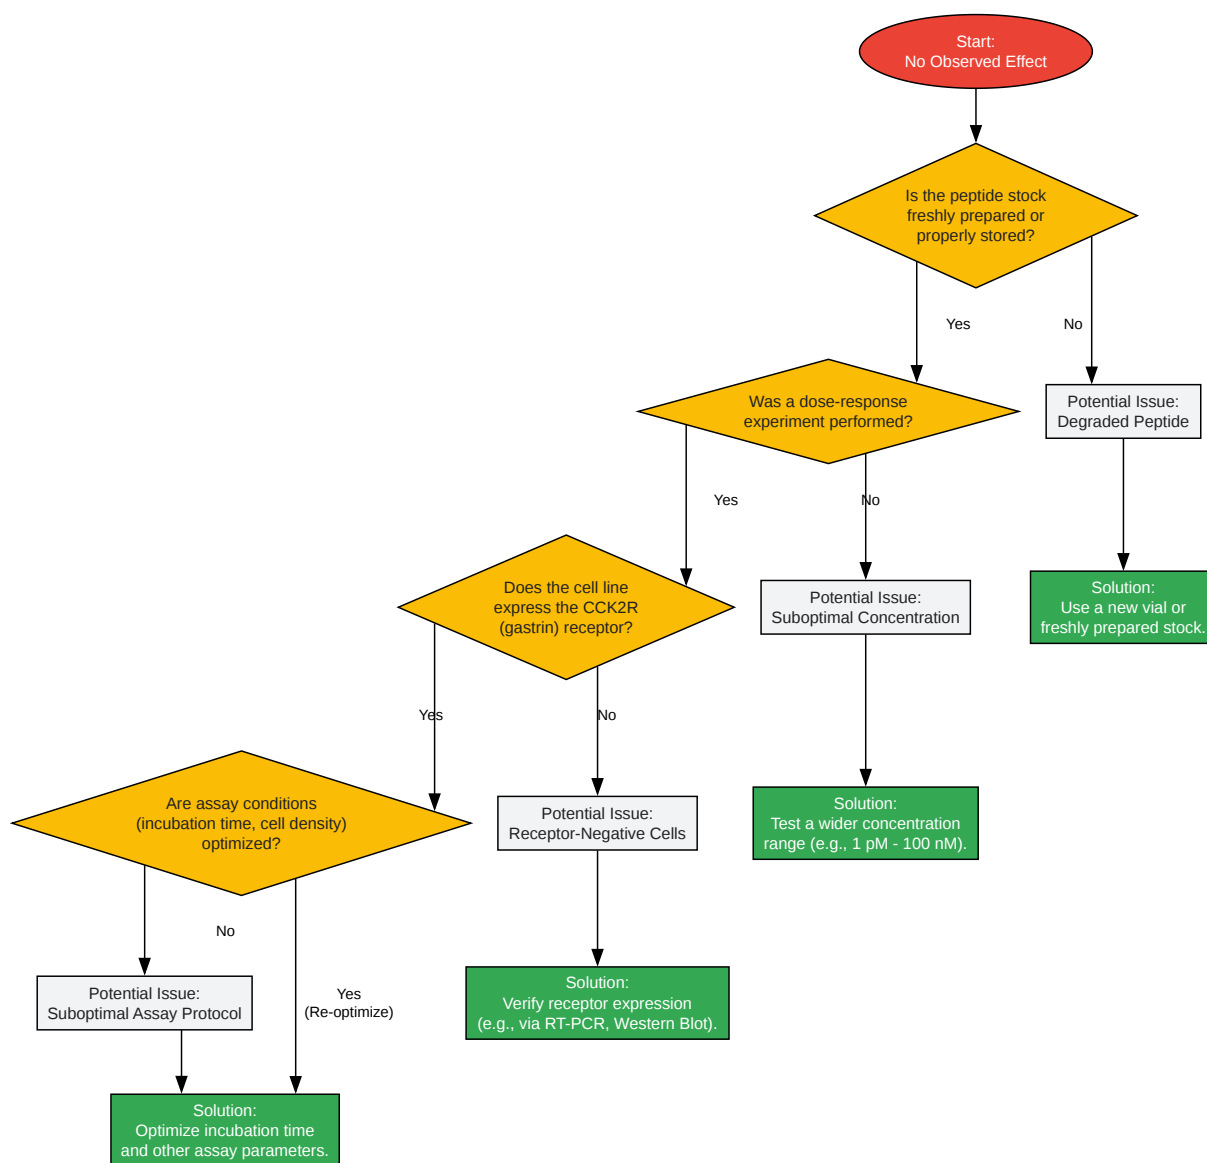 Start:
No Observed Effect
Is the peptide stock
freshly prepared or
properly stored?
Yes
No
Was a dose-response
experiment performed?
Potential Issue:
Degraded Peptide
Yes
No
Does the cell line
express the CCK2R
(gastrin) receptor?
Potential Issue:
Suboptimal Concentration
Solution:
Use a new vial or
freshly prepared stock.
Yes
No
Are assay conditions
(incubation time, cell density)
optimized?
Potential Issue:
Receptor-Negative Cells
Solution:
Test a wider concentration
range (e.g., 1 pM - 100 nM).
No
Yes
(Re-optimize)
Potential Issue:
Suboptimal Assay Protocol
Solution:
Verify receptor expression
(e.g., via RT-PCR, Western Blot).
Solution:
Optimize incubation time
and other assay parameters.